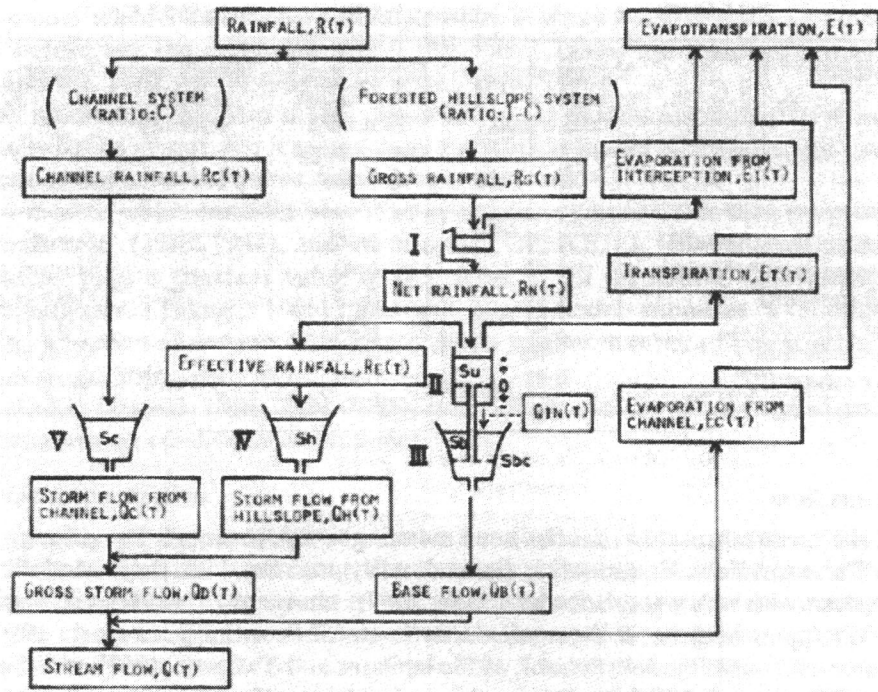 RAINFALL, R(T)
EVAPOTRANSPIRATION, E(T)
(CHANNEL SYSTEM
(RATIO:C))
(FORESTED HILLSLOPE SYSTEM
(RATIO:1-C))
CHANNEL RAINFALL, RC(T)
GROSS RAINFALL, RG(T)
EVAPORATION FROM
INTERCEPTION, EI(T)
I
NET RAINFALL, RN(T)
TRANSPIRATION, ET(T)
EFFECTIVE RAINFALL, RE(T)
II
Su
D
QIN(T)
EVAPORATION FROM
CHANNEL, EC(T)
V
Sc
IV
Sh
III
Sb
Sbc
STORM FLOW FROM
CHANNEL, QC(T)
STORM FLOW FROM
HILLSLOPE, QH(T)
GROSS STORM FLOW, QD(T)
BASE FLOW, QB(T)
STREAM FLOW, Q(T)